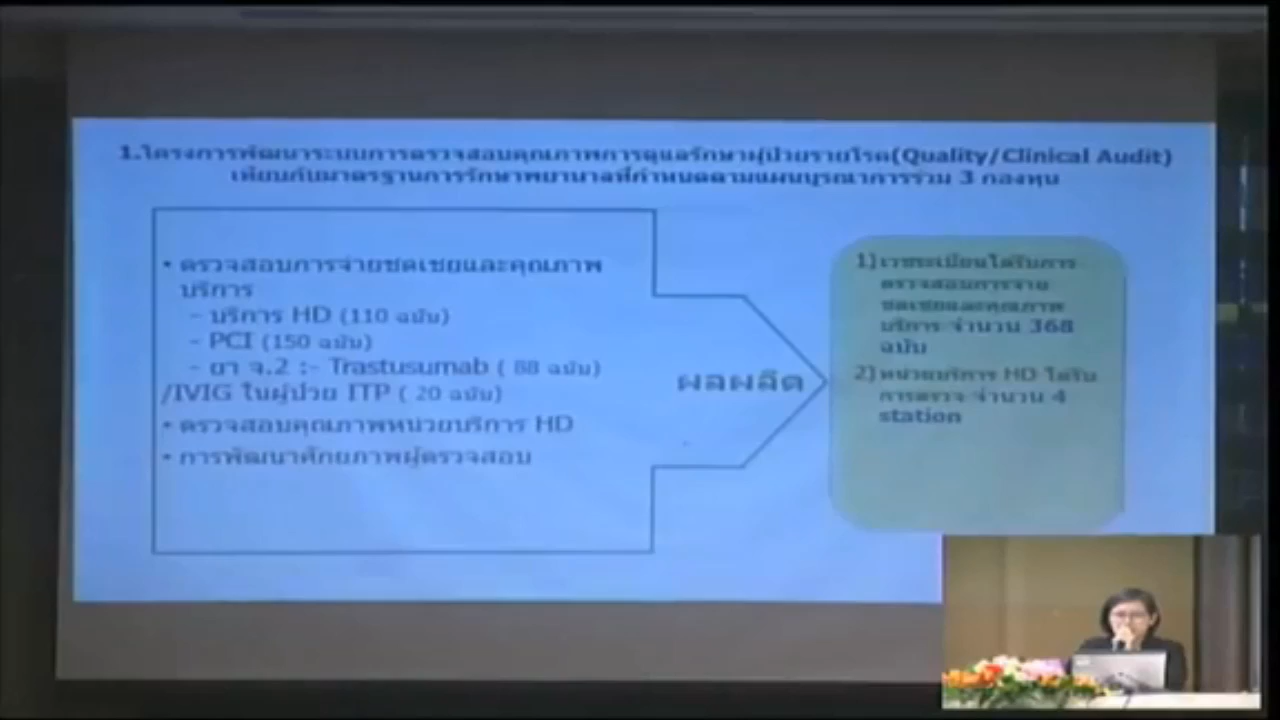 1.โครงการพัฒนาระบบการตรวจสอบคุณภาพการดูแลรักษาผู้ป่วยรายโรค(Quality/Clinical Audit)
เทียบกับมาตรฐานการรักษาพยาบาลที่กำหนดตามแผนบูรณาการร่วม 3 กองทุน
• ตรวจสอบการจ่ายชดเชยและคุณภาพ
บริการ
- บริการ HD (110 ฉบับ)
- PCI (150 ฉบับ)
- ยา จ.2 :- Trastusumab ( 88 ฉบับ)
/IVIG ในผู้ป่วย ITP ( 20 ฉบับ)
• ตรวจสอบคุณภาพหน่วยบริการ HD
• การพัฒนาศักยภาพผู้ตรวจสอบ
ผลผลิต
1)เวชระเบียนได้รับการ
ตรวจสอบการจ่าย
ชดเชยและคุณภาพ
บริการ จำนวน 368
ฉบับ
2)หน่วยบริการ HD ได้รับ
การตรวจ จำนวน 4
station